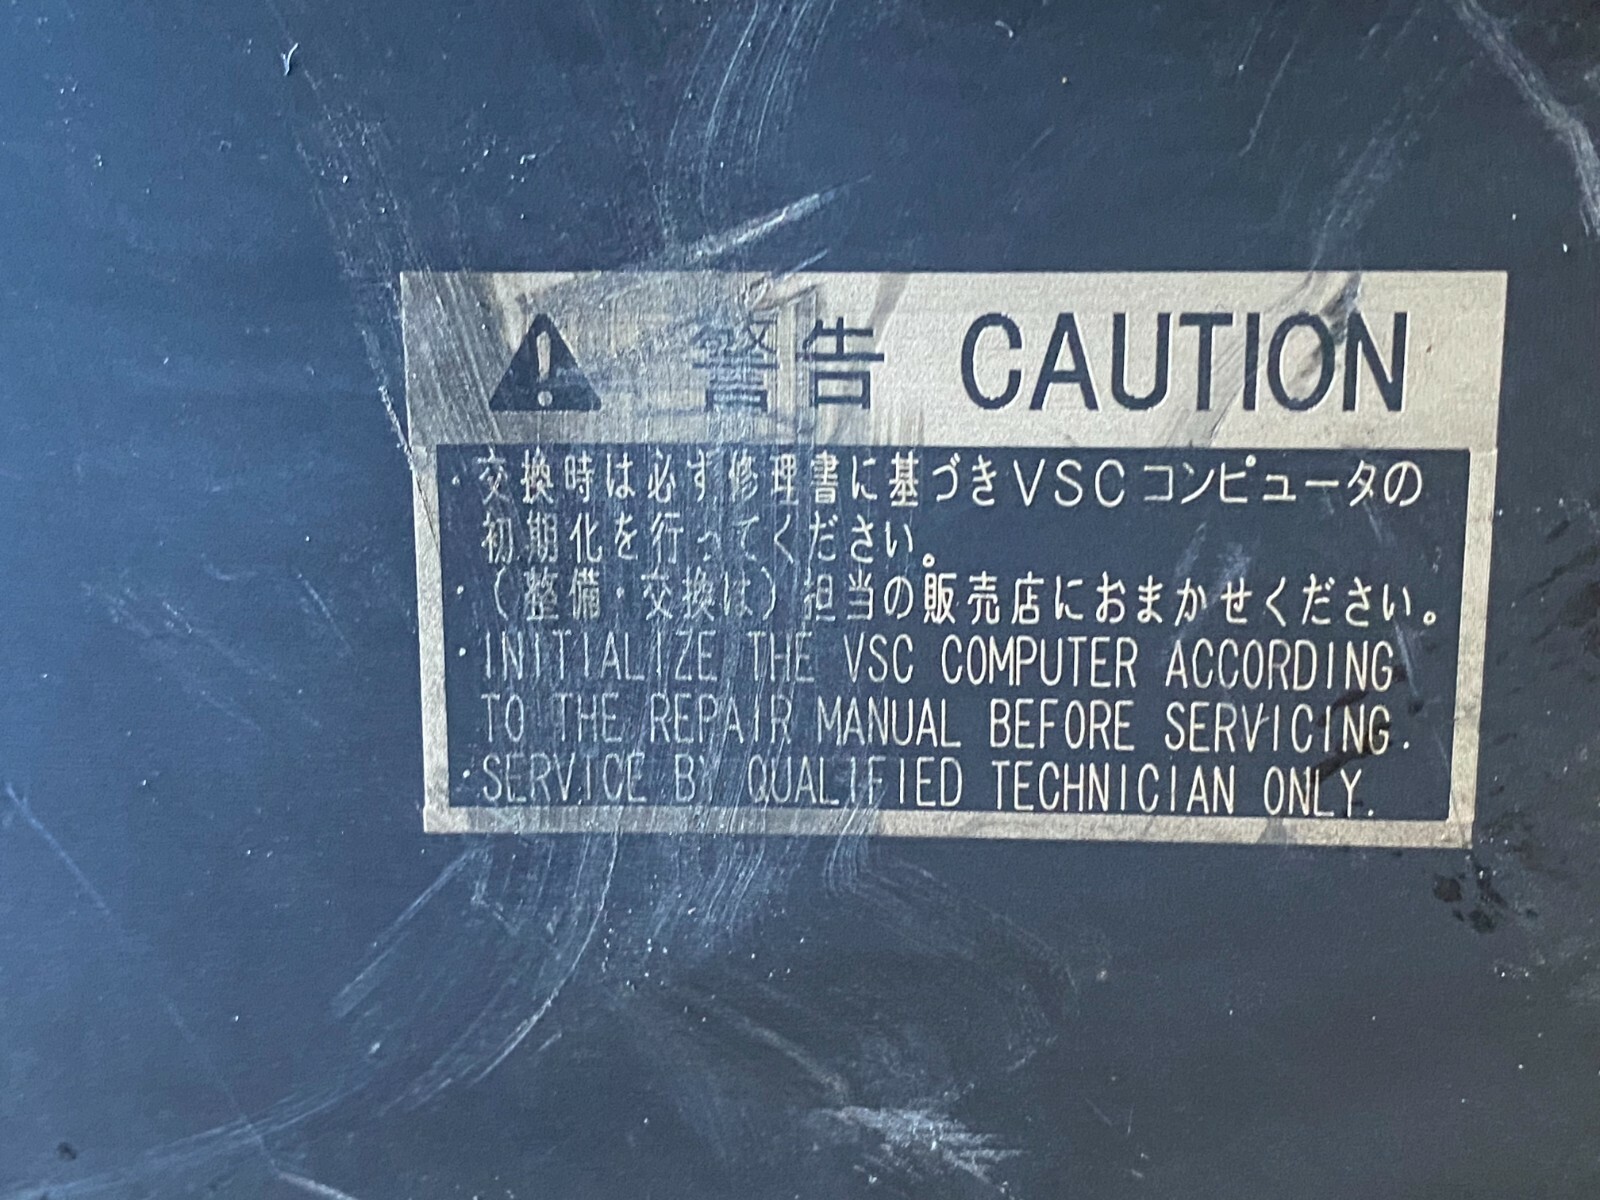 警告 CAUTION
・交換時は必ず修理書に基づきVSCコンピュータの
初期化を行ってください。
・(整備・交換は)担当の販売店におまかせください。
・INITIALIZE THE VSC COMPUTER ACCORDING
TO THE REPAIR MANUAL BEFORE SERVICING.
・SERVICE BY QUALIFIED TECHNICIAN ONLY.